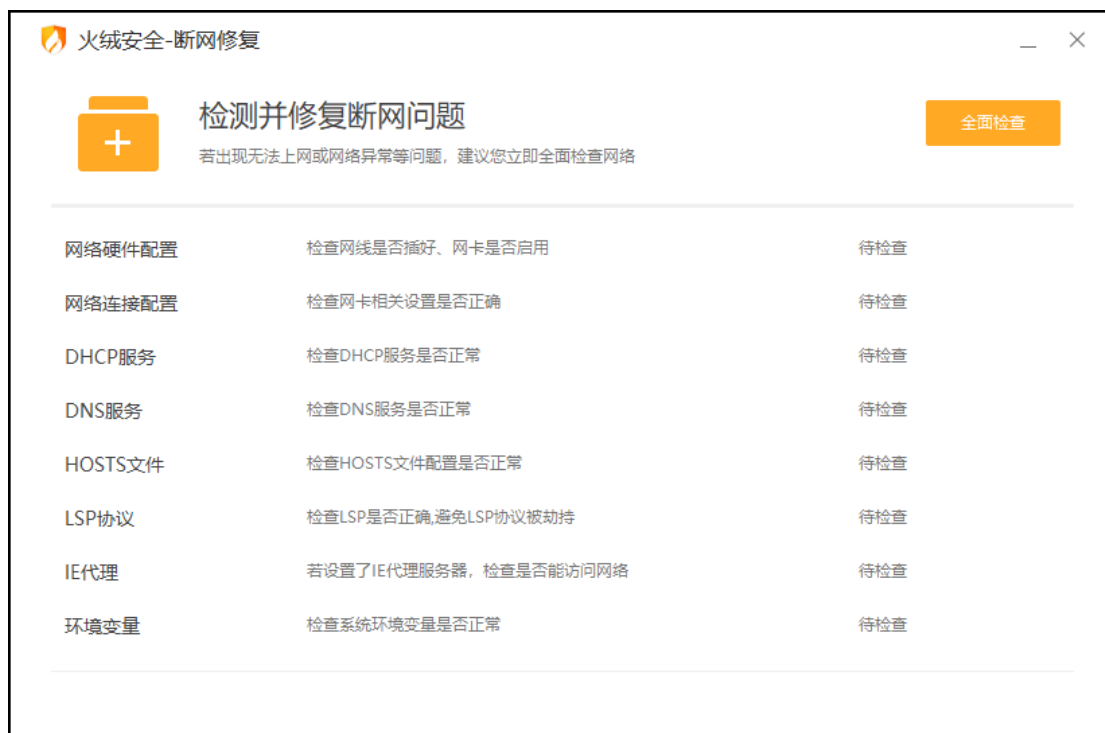 火绒安全-断网修复
检测并修复断网问题
全面检查
若出现无法上网或网络异常等问题，建议您立即全面检查网络
网络硬件配置 检查网线是否插好、网卡是否启用 待检查
网络连接配置 检查网卡相关设置是否正确 待检查
DHCP服务 检查DHCP服务是否正常 待检查
DNS服务 检查DNS服务是否正常 待检查
HOSTS文件 检查HOSTS文件配置是否正常 待检查
LSP协议 检查LSP是否正确,避免LSP协议被劫持 待检查
IE代理 若设置了IE代理服务器，检查是否能访问网络 待检查
环境变量 检查系统环境变量是否正常 待检查